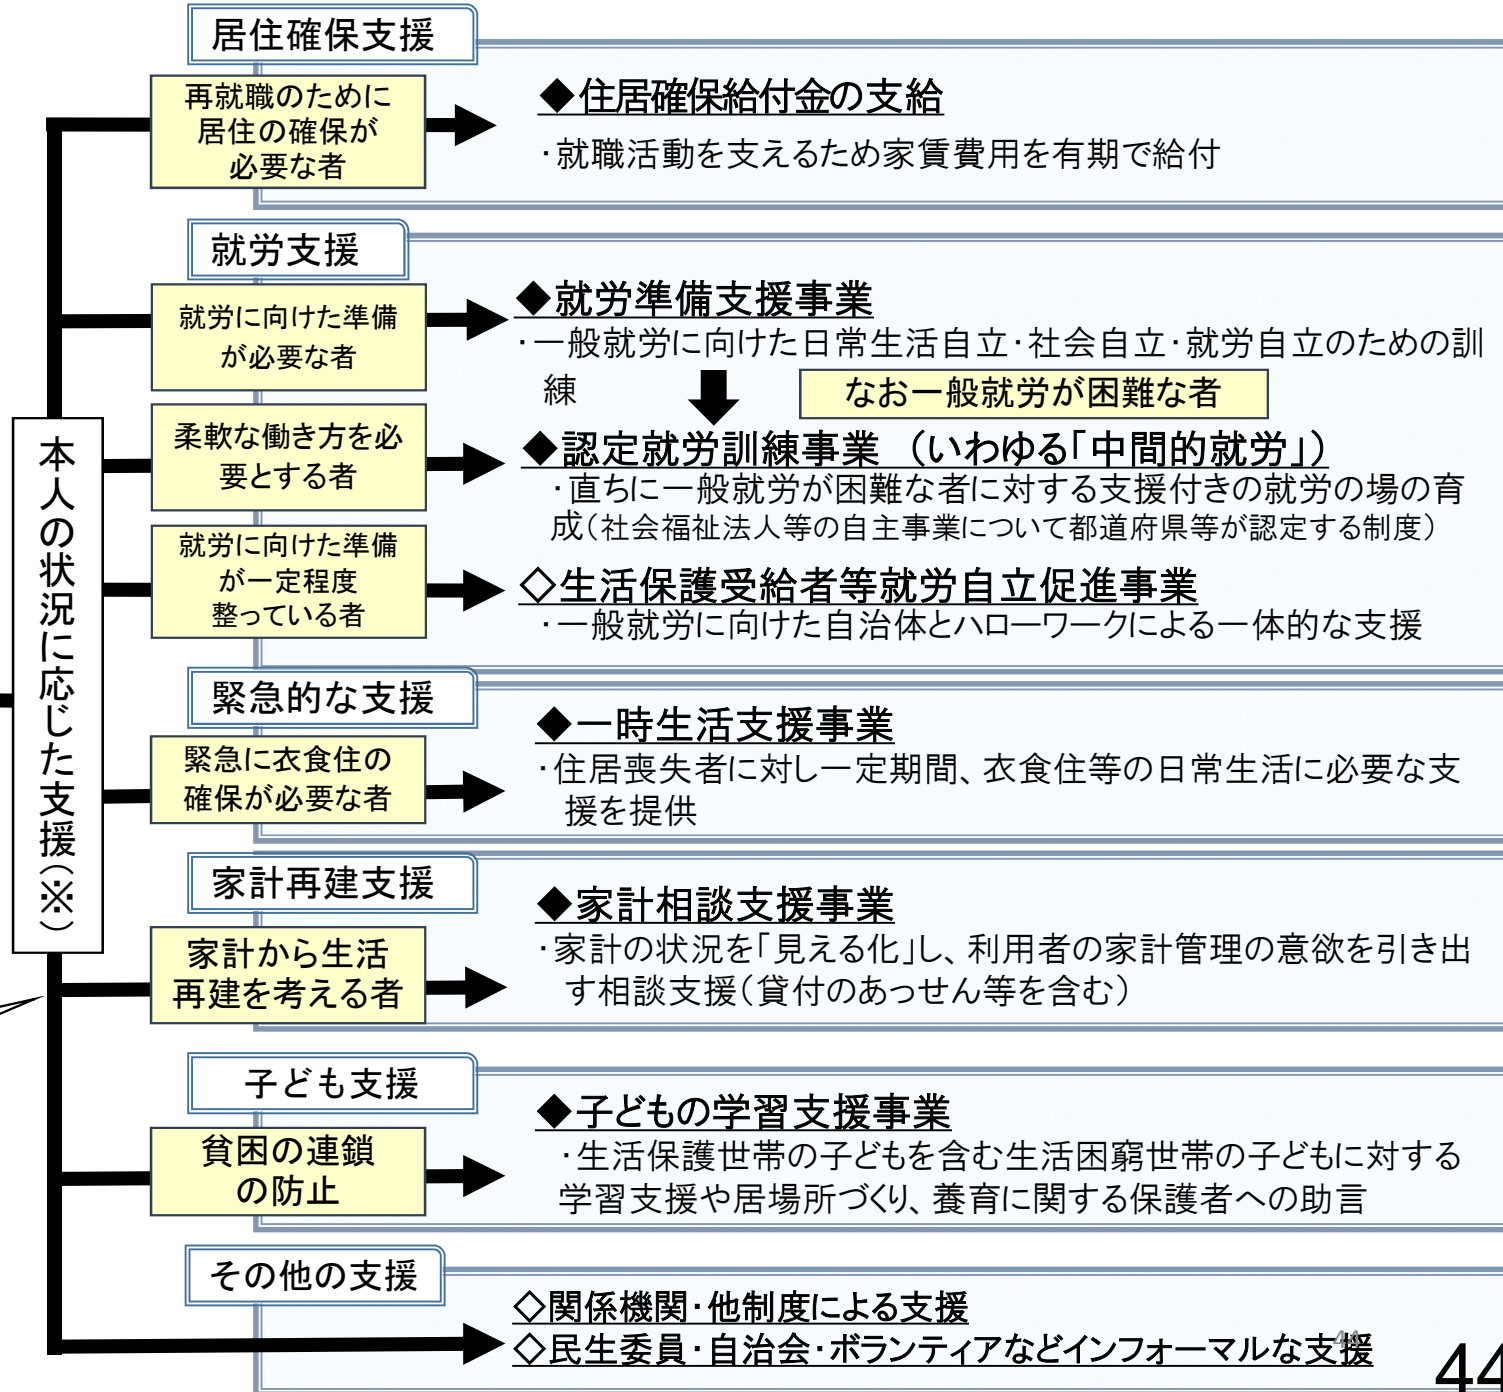 居住確保支援
再就職のために
居住の確保が
必要な者
◆住居確保給付金の支給
・就職活動を支えるため家賃費用を有期で給付
就労支援
就労に向けた準備
が必要な者
◆就労準備支援事業
・一般就労に向けた日常生活自立・社会自立・就労自立のための訓
練
なお一般就労が困難な者
柔軟な働き方を必
要とする者
◆認定就労訓練事業 （いわゆる「中間的就労」）
・直ちに一般就労が困難な者に対する支援付きの就労の場の育
成（社会福祉法人等の自主事業について都道府県等が認定する制度）
就労に向けた準備
が一定程度
整っている者
◇生活保護受給者等就労自立促進事業
・一般就労に向けた自治体とハローワークによる一体的な支援
本人の状況に応じた支援（※）
緊急的な支援
緊急に衣食住の
確保が必要な者
◆一時生活支援事業
・住居喪失者に対し一定期間、衣食住等の日常生活に必要な支
援を提供
家計再建支援
家計から生活
再建を考える者
◆家計相談支援事業
・家計の状況を「見える化」し、利用者の家計管理の意欲を引き出
す相談支援（貸付のあっせん等を含む）
子ども支援
貧困の連鎖
の防止
◆子どもの学習支援事業
・生活保護世帯の子どもを含む生活困窮世帯の子どもに対する
学習支援や居場所づくり、養育に関する保護者への助言
その他の支援
◇関係機関・他制度による支援
◇民生委員・自治会・ボランティアなどインフォーマルな支援
44
44